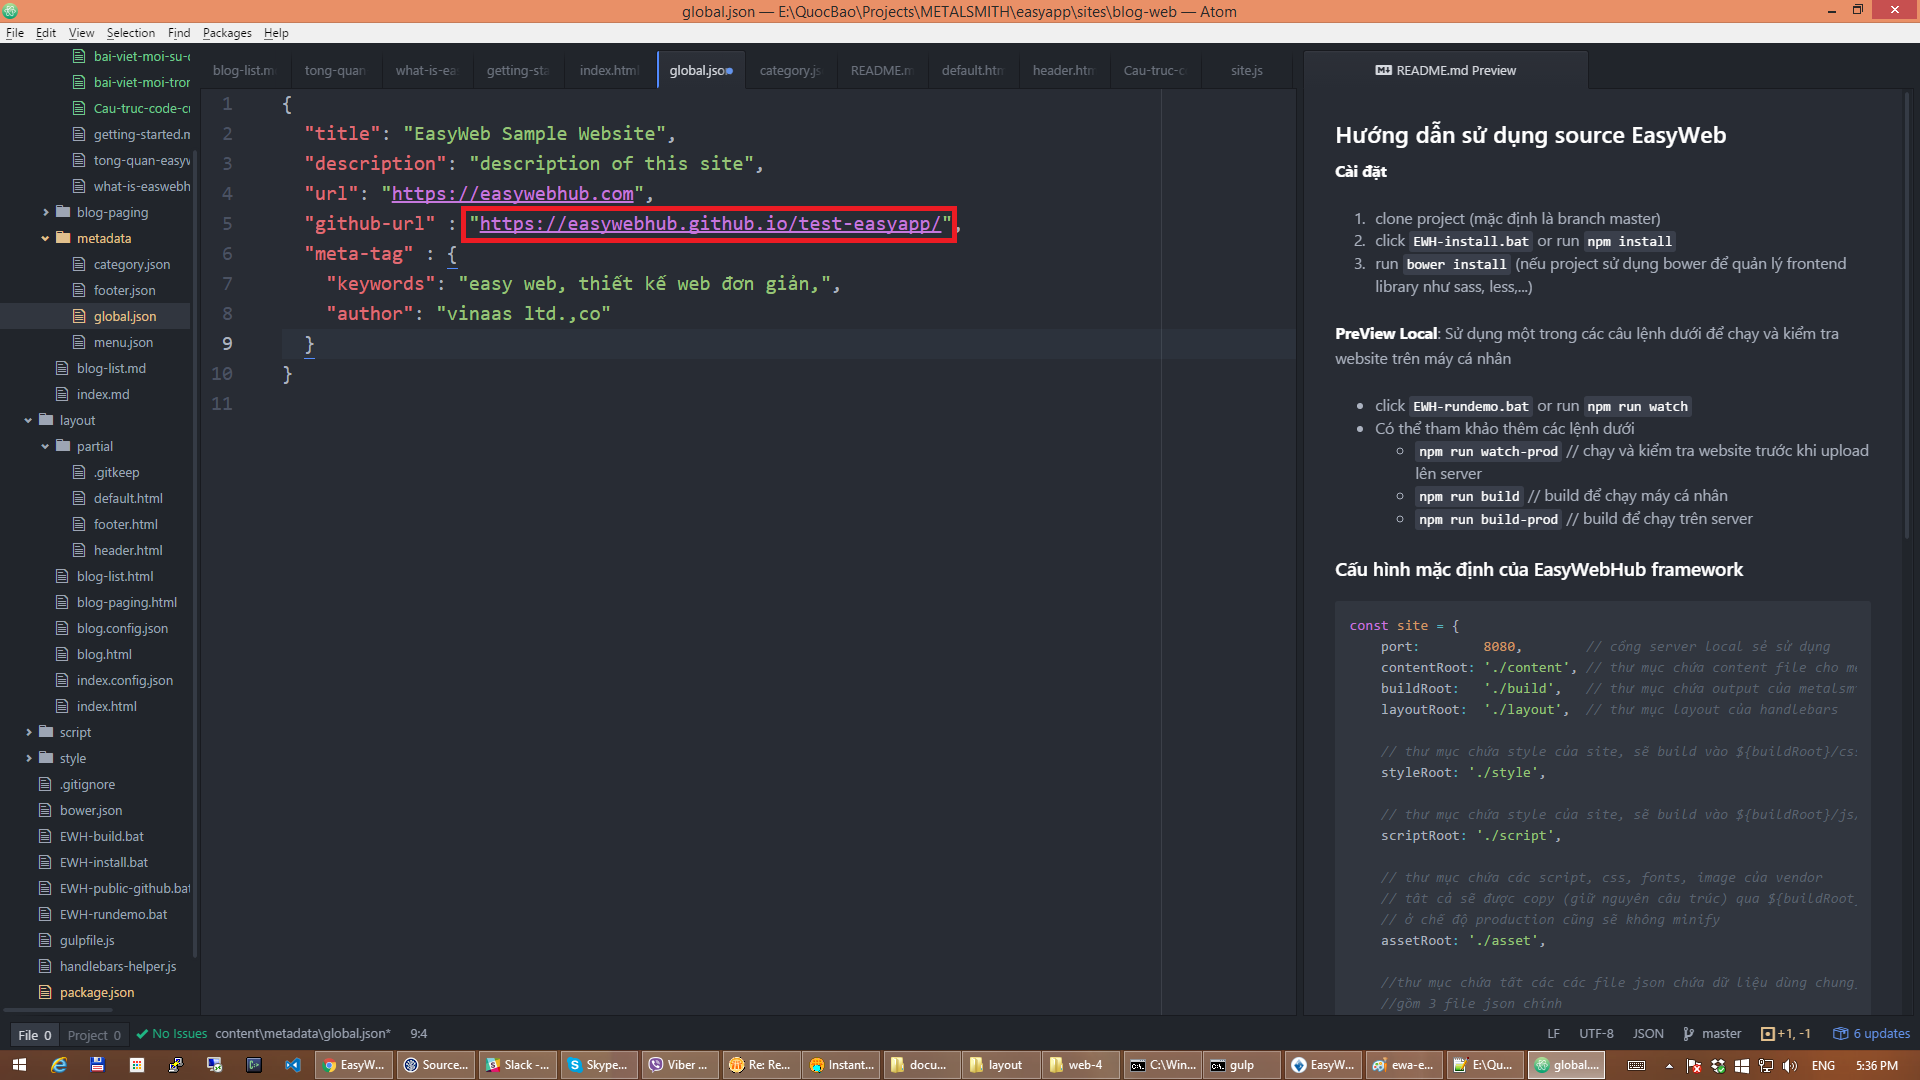 global.json — E:\QuocBao\Projects\METALSMITH\easyapp\sites\blog-web — Atom
File Edit View Selection Find Packages Help
bai-viet-moi-su-
bai-viet-moi-tror
Cau-truc-code-cu
getting-started.m
tong-quan-easyw
what-is-easwebh
blog-paging
metadata
category.json
footer.json
global.json
menu.json
blog-list.md
index.md
layout
partial
.gitkeep
default.html
footer.html
header.html
blog-list.html
blog-paging.html
blog.config.json
blog.html
index.config.json
index.html
script
style
.gitignore
bower.json
EWH-build.bat
EWH-install.bat
EWH-public-github.bat
EWH-rundemo.bat
gulpfile.js
handlebars-helper.js
package.json
blog-list.m tong-quan what-is-ea getting-sta index.html global.json category.js README.m default.htm header.htm Cau-truc-c site.js
1 {
2 "title": "EasyWeb Sample Website",
3 "description": "description of this site",
4 "url": "https://easywebhub.com",
5 "github-url" : "https://easywebhub.github.io/test-easyapp/",
6 "meta-tag" : {
7 "keywords": "easy web, thiết kế web đơn giản,",
8 "author": "vinaas ltd.,co"
9 }
10 }
11
README.md Preview
Hướng dẫn sử dụng source EasyWeb
Cài đặt
1. clone project (mặc định là branch master)
2. click EWH-install.bat or run npm install
3. run bower install (nếu project sử dụng bower để quản lý frontend
library như sass, less,...)
PreView Local: Sử dụng một trong các câu lệnh dưới để chạy và kiểm tra
website trên máy cá nhân
• click EWH-rundemo.bat or run npm run watch
• Có thể tham khảo thêm các lệnh dưới
npm run watch-prod // chạy và kiểm tra website trước khi upload
lên server
npm run build // build để chạy máy cá nhân
npm run build-prod // build để chạy trên server
Cấu hình mặc định của EasyWebHub framework
const site = {
port: 8080, // cổng server local sẽ sử dụng
contentRoot: './content', // thư mục chứa content file cho me
buildRoot: './build', // thư mục chứa output của metalsm
layoutRoot: './layout', // thư mục layout của handlebars
// thư mục chứa style của site, sẽ build vào ${buildRoot}/css
styleRoot: './style',
// thư mục chứa style của site, sẽ build vào ${buildRoot}/js/
scriptRoot: './script',
// thư mục chứa các script, css, fonts, image của vendor
// tất cả sẽ được copy (giữ nguyên cấu trúc) qua ${buildRoot}
// ở chế độ production cũng sẽ không minify
assetRoot: './asset',
//thư mục chứa tất các các file json chứa dữ liệu dùng chung,
//gồm 3 file json chính
File 0 Project 0 No Issues content\metadata\global.json* 9:4 LF UTF-8 JSON master +1, -1 6 updates
EasyW... Source... Slack -... Skype... Viber ... Re: Re... Instant... docu... layout web-4 C:\Win... gulp EasyW... ewa-e... E:\Qu... global.... ENG 5:36 PM